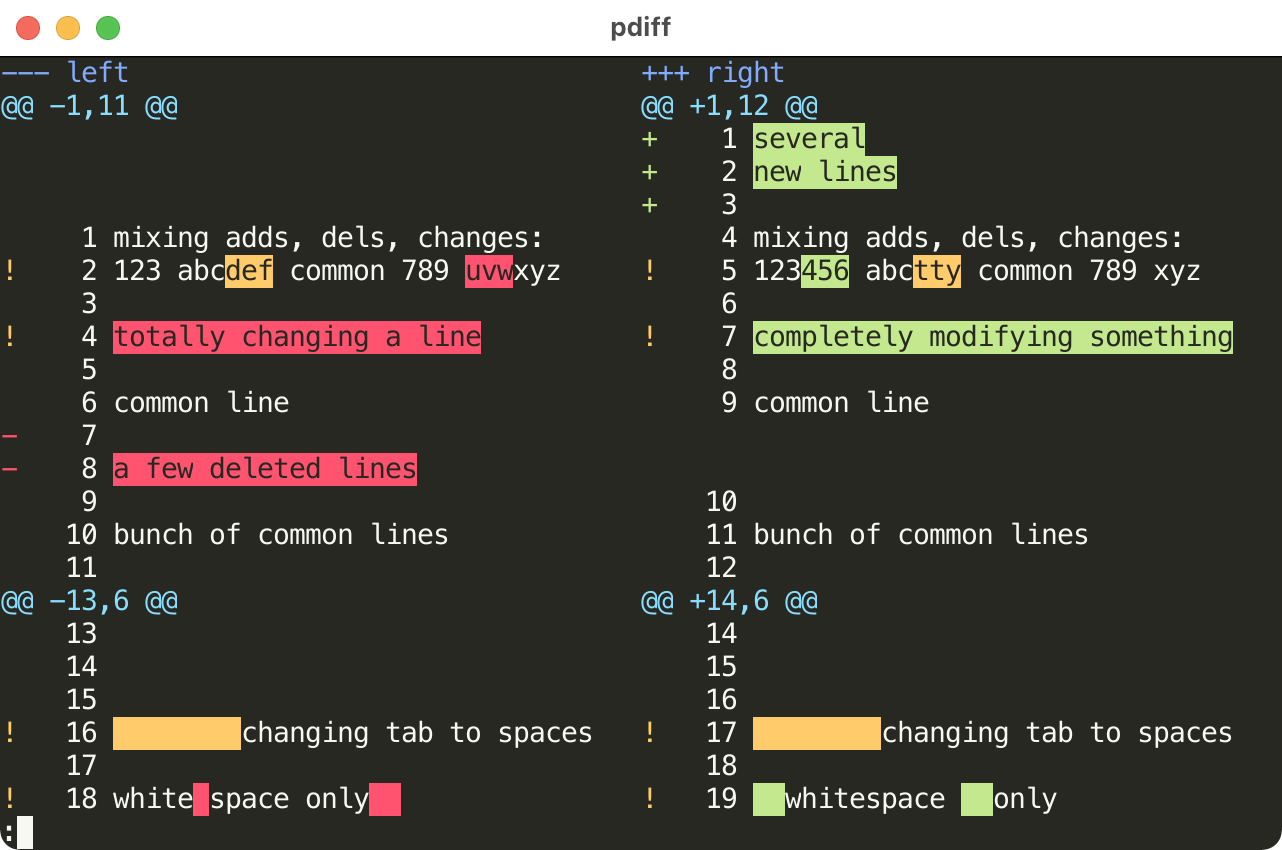 pdiff
--- left    +++ right
@@ -1,11 @@    @@ +1,12 @@
+ 1 several
+ 2 new lines
+ 3
1 mixing adds, dels, changes:    4 mixing adds, dels, changes:
! 2 123 abcdef common 789 uvwxyz    ! 5 123456 abctty common 789 xyz
3    6
! 4 totally changing a line    ! 7 completely modifying something
5    8
6 common line    9 common line
- 7
- 8 a few deleted lines
9    10
10 bunch of common lines    11 bunch of common lines
11    12
@@ -13,6 @@    @@ +14,6 @@
13    14
14    15
15    16
! 16         changing tab to spaces    ! 17         changing tab to spaces
17    18
! 18 white space only    ! 19   whitespace   only
: